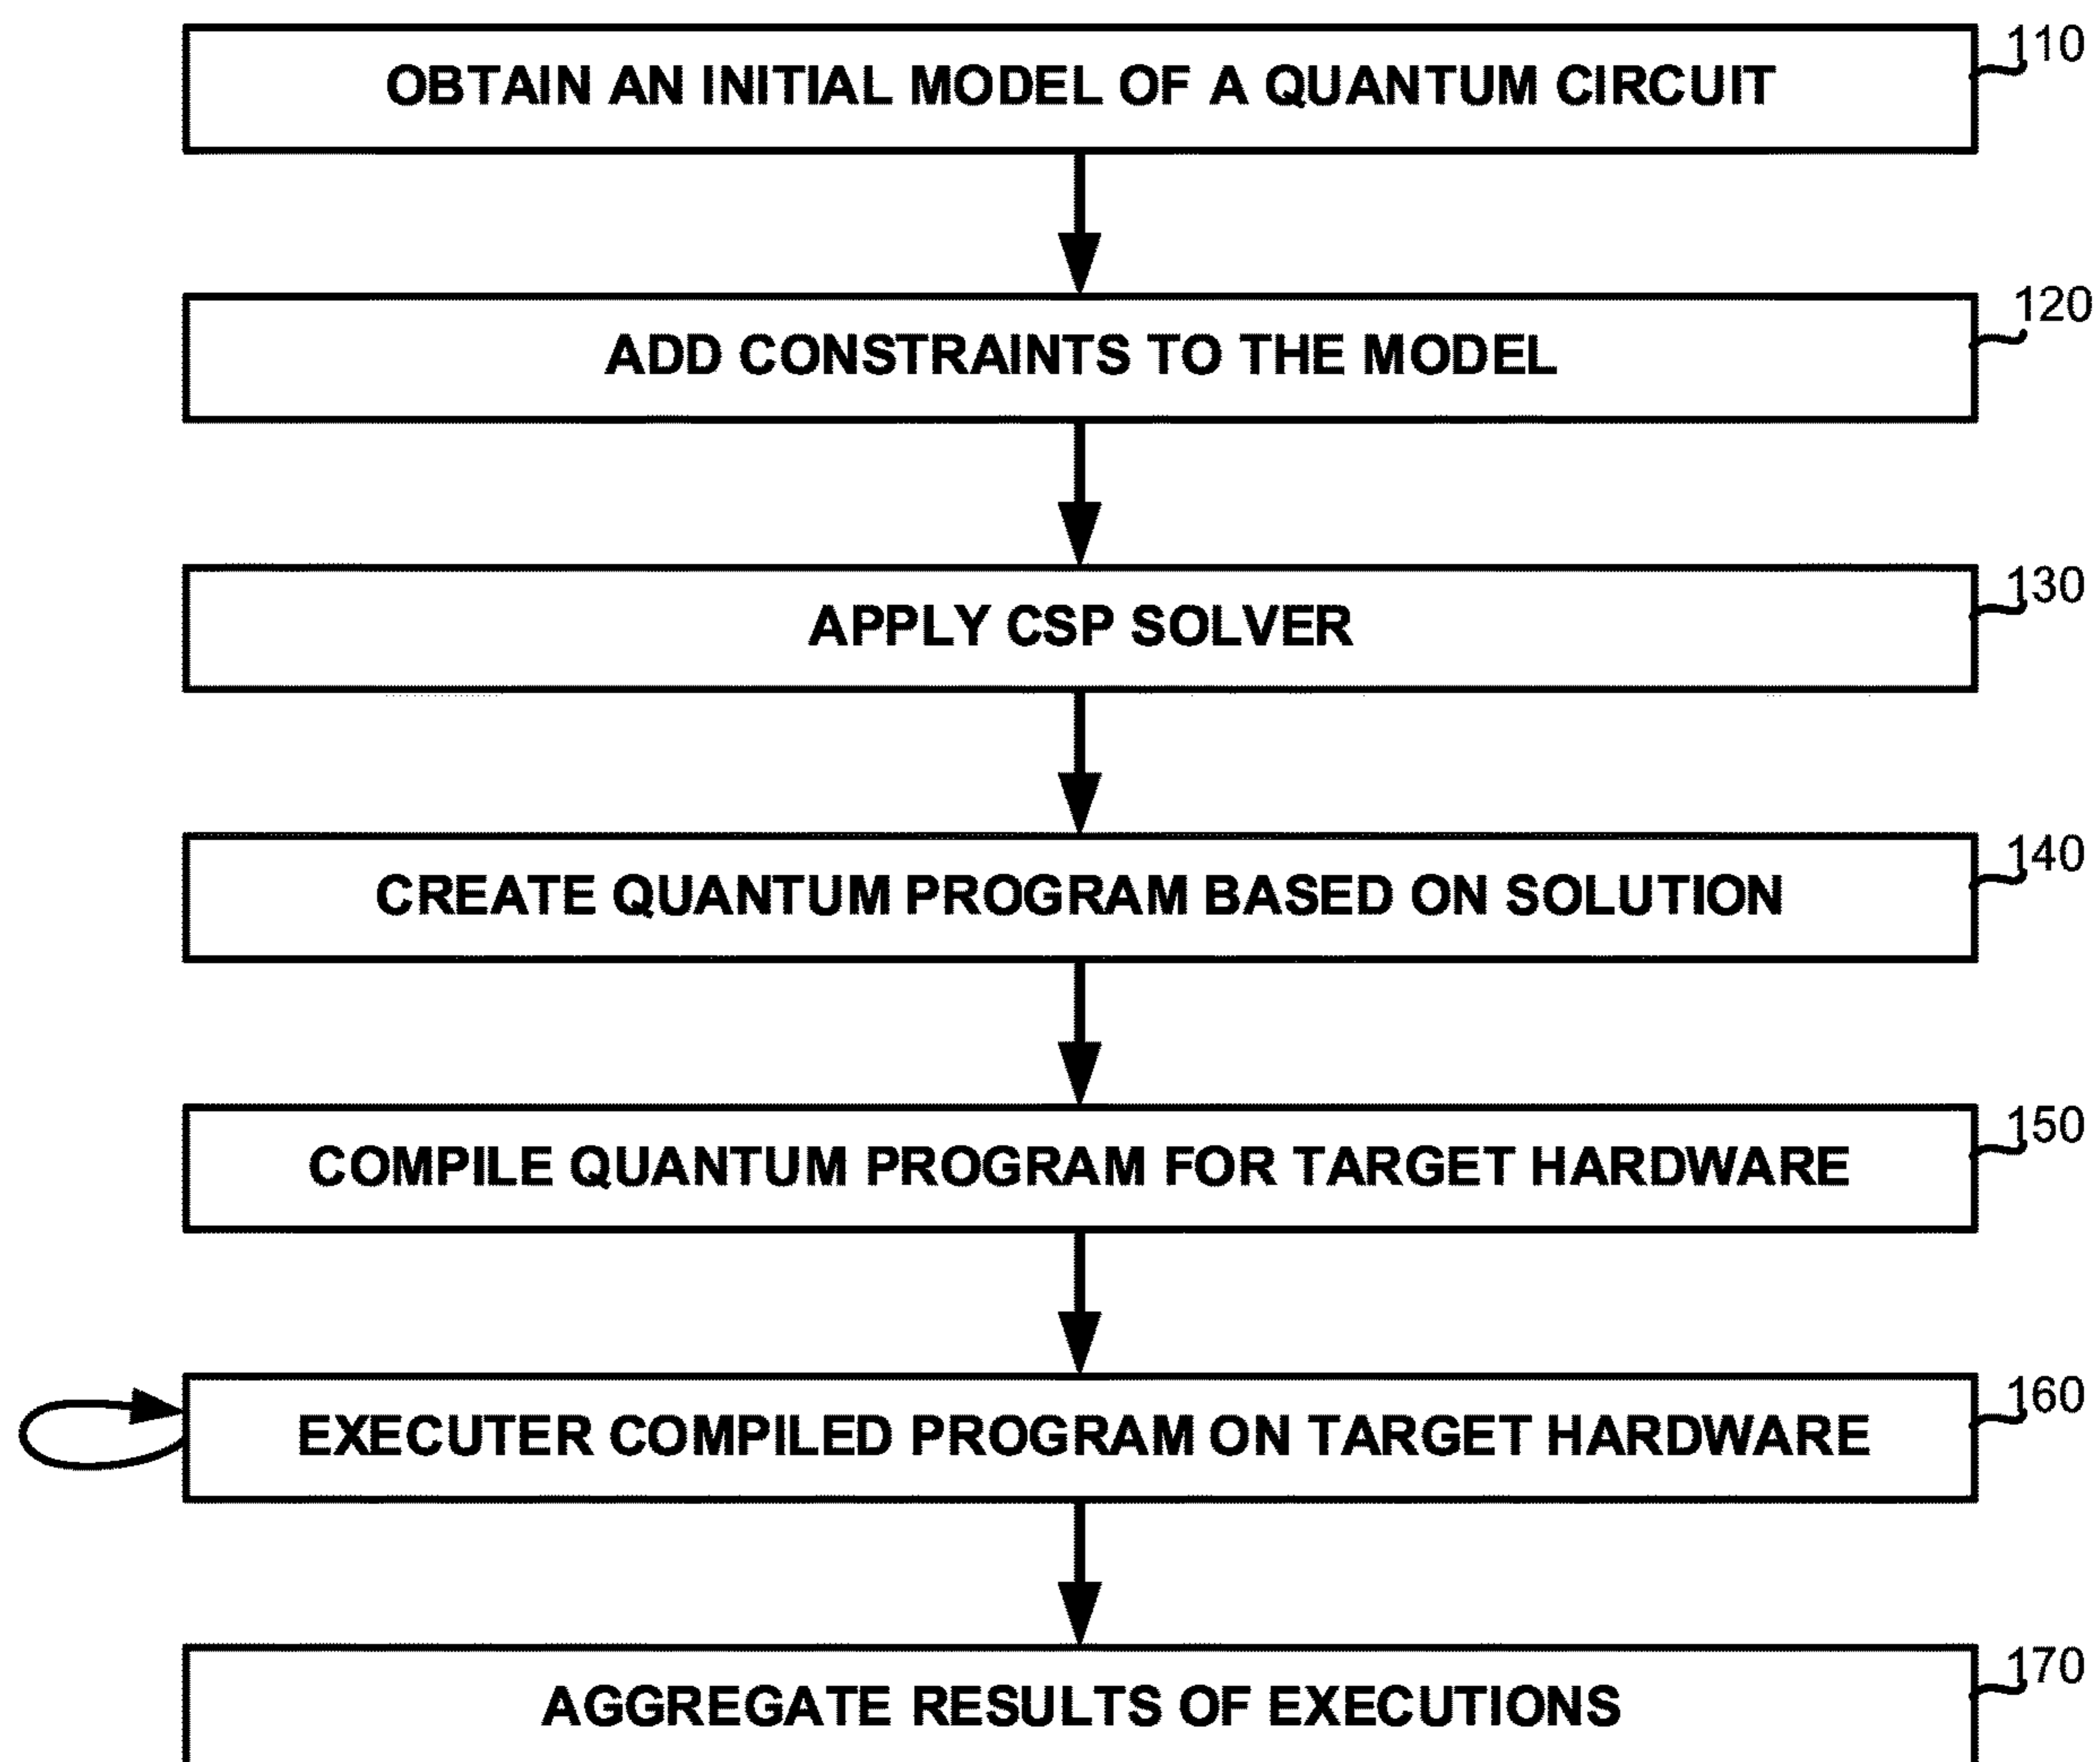 110
OBTAIN AN INITIAL MODEL OF A QUANTUM CIRCUIT
120
ADD CONSTRAINTS TO THE MODEL
130
APPLY CSP SOLVER
140
CREATE QUANTUM PROGRAM BASED ON SOLUTION
150
COMPILE QUANTUM PROGRAM FOR TARGET HARDWARE
160
EXECUTER COMPILED PROGRAM ON TARGET HARDWARE
170
AGGREGATE RESULTS OF EXECUTIONS